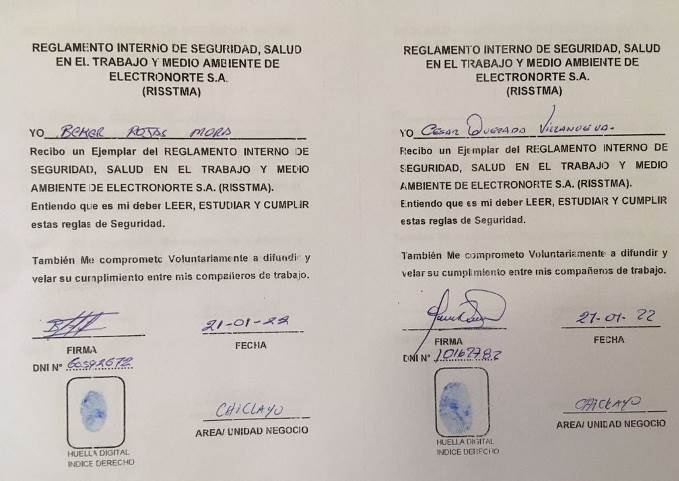 REGLAMENTO INTERNO DE SEGURIDAD, SALUD
EN EL TRABAJO Y MEDIO AMBIENTE DE
ELECTRONORTE S.A.
(RISSTMA)
YO BEMER ROJAS MORA
Recibo un Ejemplar del REGLAMENTO INTERNO DE
SEGURIDAD, SALUD EN EL TRABAJO Y MEDIO
AMBIENTE DE ELECTRONORTE S.A. (RISSTMA).
Entiendo que es mi deber LEER, ESTUDIAR Y CUMPLIR
estas reglas de Seguridad.
También Me comprometo Voluntariamente a difundir y
velar su cumplimiento entre mis compañeros de trabajo.
21-01-22
FIRMA
FECHA
DNI N°
CHICLAYO
AREA/ UNIDAD NEGOCIO
HUELLA DIGITAL
INDICE DERECHO
REGLAMENTO INTERNO DE SEGURIDAD, SALUD
EN EL TRABAJO Y MEDIO AMBIENTE DE
ELECTRONORTE S.A.
(RISSTMA)
YO CESAR QUEZADA VILLANUEVA.
Recibo un Ejemplar del REGLAMENTO INTERNO DE
SEGURIDAD, SALUD EN EL TRABAJO Y MEDIO
AMBIENTE DE ELECTRONORTE S.A. (RISSTMA).
Entiendo que es mi deber LEER, ESTUDIAR Y CUMPLIR
estas reglas de Seguridad.
También Me comprometo Voluntariamente a difundir y
velar su cumplimiento entre mis compañeros de trabajo.
21-01-22
FIRMA
FECHA
DNI N°
CHICLAYO
AREA/ UNIDAD NEGOCIO
HUELLA DIGITAL
INDICE DERECHO